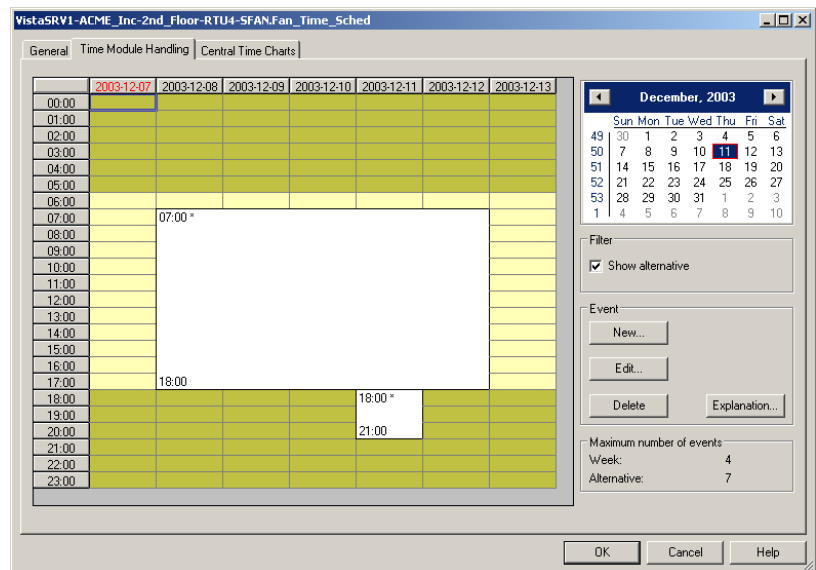 VistaSRV1-ACME_Inc-2nd_Floor-RTU4-SFAN.Fan_Time_Sched
General Time Module Handling Central Time Charts
2003-12-07 2003-12-08 2003-12-09 2003-12-10 2003-12-11 2003-12-12 2003-12-13
00:00
01:00
02:00
03:00
04:00
05:00
06:00
07:00 07:00 *
08:00
09:00
10:00
11:00
12:00
13:00
14:00
15:00
16:00
17:00 18:00
18:00 18:00 *
19:00
20:00 21:00
21:00
22:00
23:00
December, 2003
Sun Mon Tue Wed Thu Fri Sat
49 30 1 2 3 4 5 6
50 7 8 9 10 11 12 13
51 14 15 16 17 18 19 20
52 21 22 23 24 25 26 27
53 28 29 30 31 1 2 3
1 4 5 6 7 8 9 10
Filter
Show alternative
Event
New...
Edit...
Delete Explanation...
Maximum number of events
Week: 4
Alternative: 7
OK Cancel Help